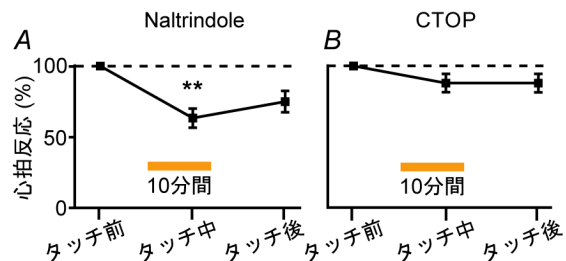 Naltrindole
CTOP
A
B
心拍反応 (%)
100
50
0
**
10分間
10分間
タッチ前
タッチ中
タッチ後
タッチ前
タッチ中
タッチ後